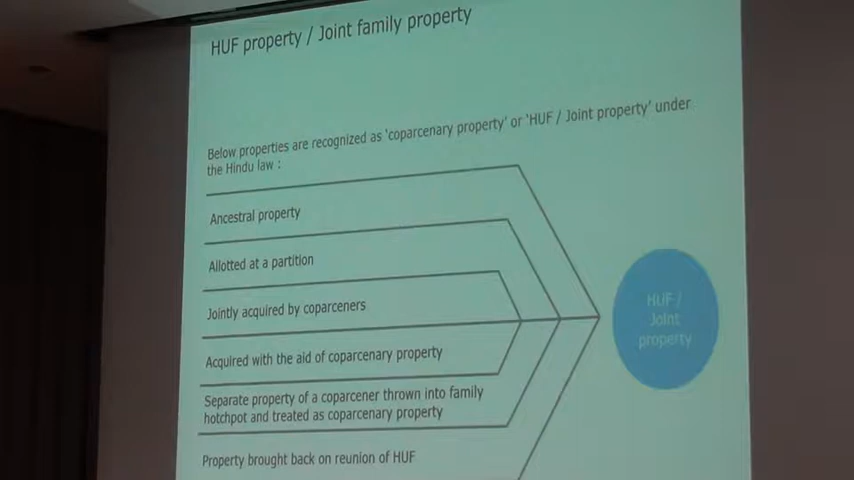 HUF property / Joint family property
Below properties are recognized as 'coparcenary property' or 'HUF / Joint property' under
the Hindu law :
Ancestral property
Allotted at a partition
Jointly acquired by coparceners
Acquired with the aid of coparcenary property
Separate property of a coparcener thrown into family
hotchpot and treated as coparcenary property
Property brought back on reunion of HUF
HUF /
Joint
property